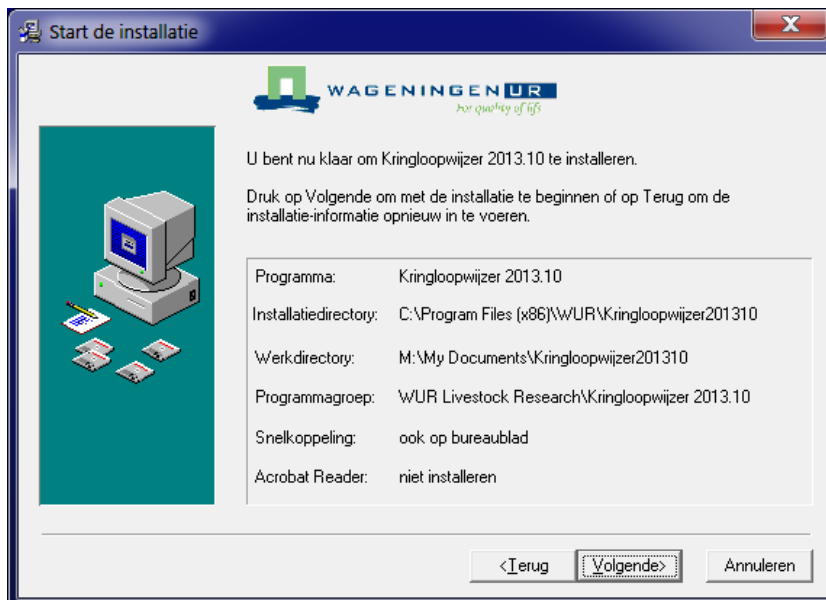 Start de installatie
WAGENINGEN UR
For quality of life
U bent nu klaar om Kringloopwijzer 2013.10 te installeren.
Druk op Volgende om met de installatie te beginnen of op Terug om de
installatie-informatie opnieuw in te voeren.
Programma: Kringloopwijzer 2013.10
Installatiedirectory: C:\Program Files (x86)\WUR\Kringloopwijzer201310
Werkdirectory: M:\My Documents\Kringloopwijzer201310
Programmagroep: WUR Livestock Research\Kringloopwijzer 2013.10
Snelkoppeling: ook op bureaublad
Acrobat Reader: niet installeren
<Terug Volgende> Annuleren